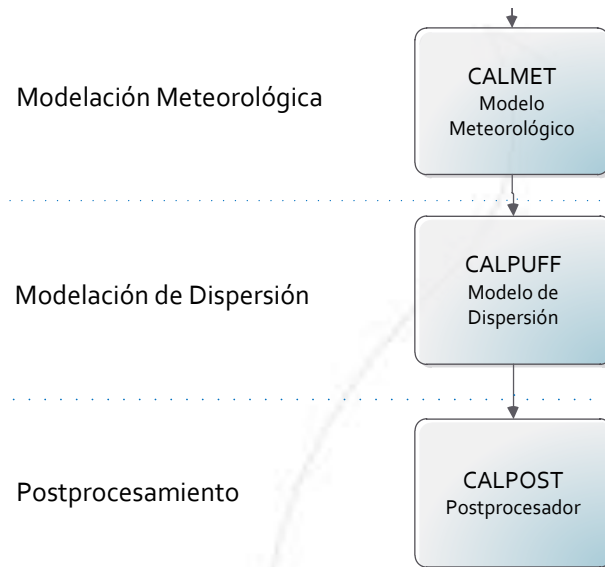 Modelación Meteorológica
CALMET
Modelo
Meteorológico
Modelación de Dispersión
CALPUFF
Modelo de
Dispersión
Postprocesamiento
CALPOST
Postprocesador